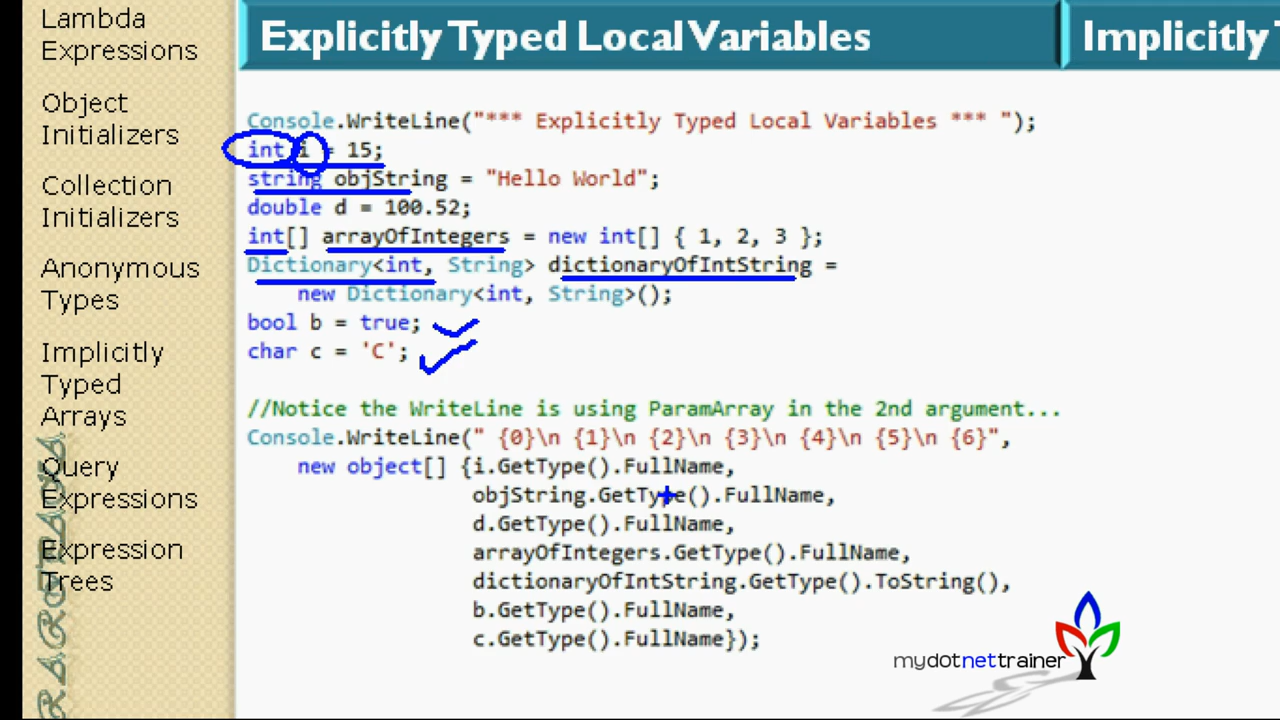 Lambda
Expressions
Object
Initializers
Collection
Initializers
Anonymous
Types
Implicitly
Typed
Arrays
Query
Expressions
Expression
Trees
Explicitly Typed Local Variables
Implicitly
Console.WriteLine("*** Explicitly Typed Local Variables *** ");
int i = 15;
string objString = "Hello World";
double d = 100.52;
int[] arrayOfIntegers = new int[] { 1, 2, 3 };
Dictionary<int, String> dictionaryOfIntString =
new Dictionary<int, String>();
bool b = true;
char c = 'C';
//Notice the WriteLine is using ParamArray in the 2nd argument...
Console.WriteLine(" {0}\n {1}\n {2}\n {3}\n {4}\n {5}\n {6}",
new object[] {i.GetType().FullName,
objString.GetType().FullName,
d.GetType().FullName,
arrayOfIntegers.GetType().FullName,
dictionaryOfIntString.GetType().ToString(),
b.GetType().FullName,
c.GetType().FullName});
mydotnettrainer